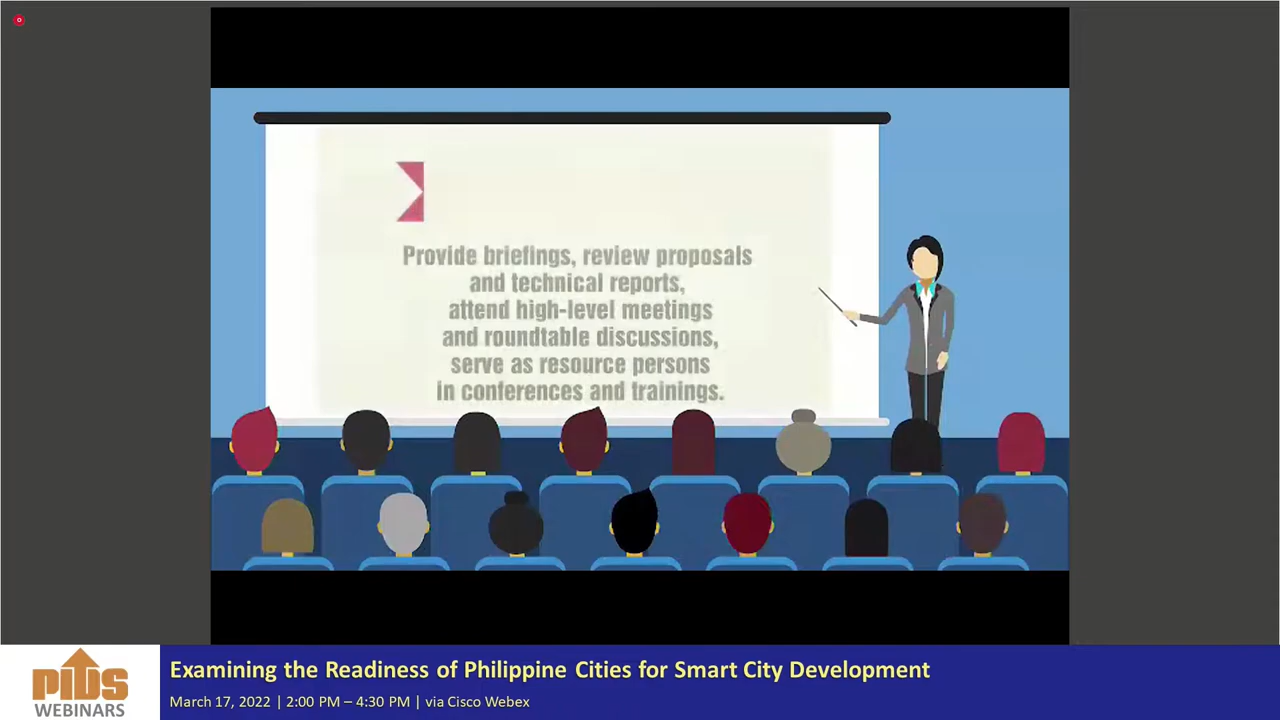 Provide briefings, review proposals
and technical reports,
attend high-level meetings
and roundtable discussions,
serve as resource persons
in conferences and trainings.
PIDS
WEBINARS
Examining the Readiness of Philippine Cities for Smart City Development
March 17, 2022 | 2:00 PM – 4:30 PM | via Cisco Webex